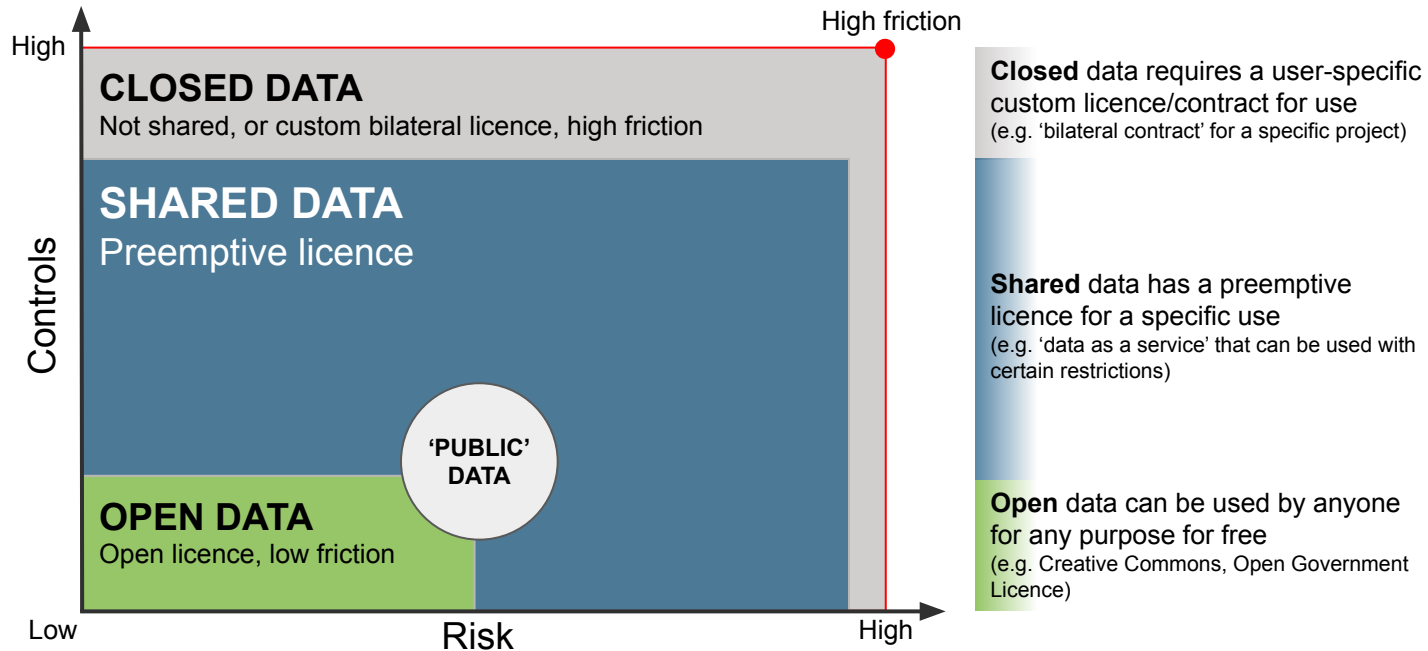 High friction
High
CLOSED DATA
Not shared, or custom bilateral licence, high friction
SHARED DATA
Preemptive licence
Controls
‘PUBLIC’
DATA
OPEN DATA
Open licence, low friction
Low
Risk
High
Closed data requires a user-specific
custom licence/contract for use
(e.g. ‘bilateral contract’ for a specific project)
Shared data has a preemptive
licence for a specific use
(e.g. ‘data as a service’ that can be used with
certain restrictions)
Open data can be used by anyone
for any purpose for free
(e.g. Creative Commons, Open Government
Licence)